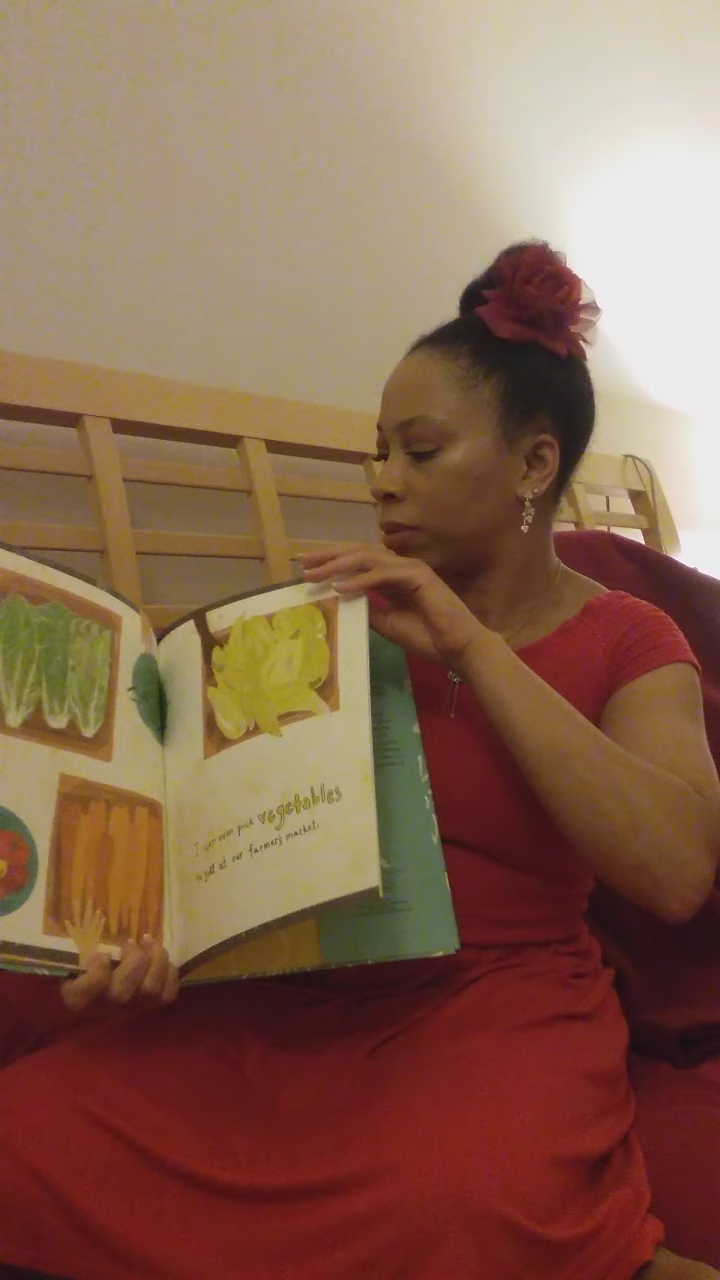 I can even pick vegetables
to sell at our farmer's market.